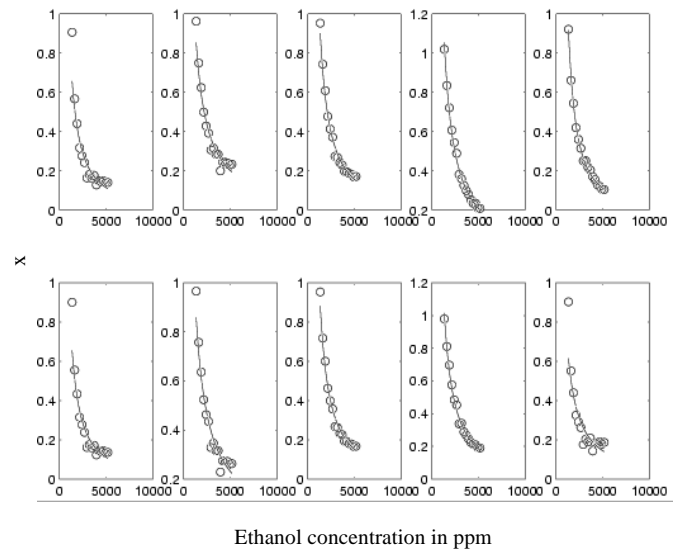 1 1 1 1.2 1
0.8 0.8 0.8 1 0.8
0.6 0.6 0.6 0.8 0.6
0.4 0.4 0.4 0.6 0.4
0.2 0.2 0.2 0.4 0.2
0 0 0 0.2 0
0 5000 10000 0 5000 10000 0 5000 10000 0 5000 10000 0 5000 10000
x
1 1 1 1.2 1
1
0.8 0.8 0.8 0.8
0.8
0.6 0.6 0.6 0.6 0.6
0.4 0.4 0.4 0.4 0.4
0.2 0.2 0.2 0.2
0 0.2 0 0 0
0 5000 10000 0 5000 10000 0 5000 10000 0 5000 10000 0 5000 10000
Ethanol concentration in ppm